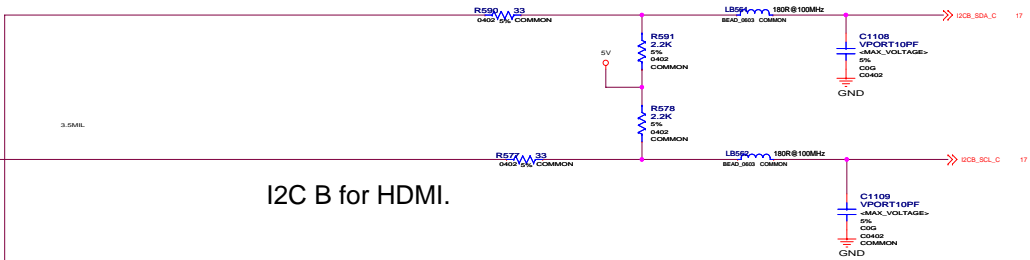 R590 33
0402 5% COMMON
LB561 180R@100MHz
BEAD_0603 COMMON
I2CB_SDA_C 17
R591
2.2K
5%
0402
COMMON
5V
C1108
VPORT10PF
<MAX_VOLTAGE>
5%
C0G
C0402
GND
R578
2.2K
5%
0402
COMMON
3.5MIL
R577 33
0402 5% COMMON
LB562 180R@100MHz
BEAD_0603 COMMON
I2CB_SCL_C 17
I2C B for HDMI.
C1109
VPORT10PF
<MAX_VOLTAGE>
5%
C0G
C0402
COMMON
GND